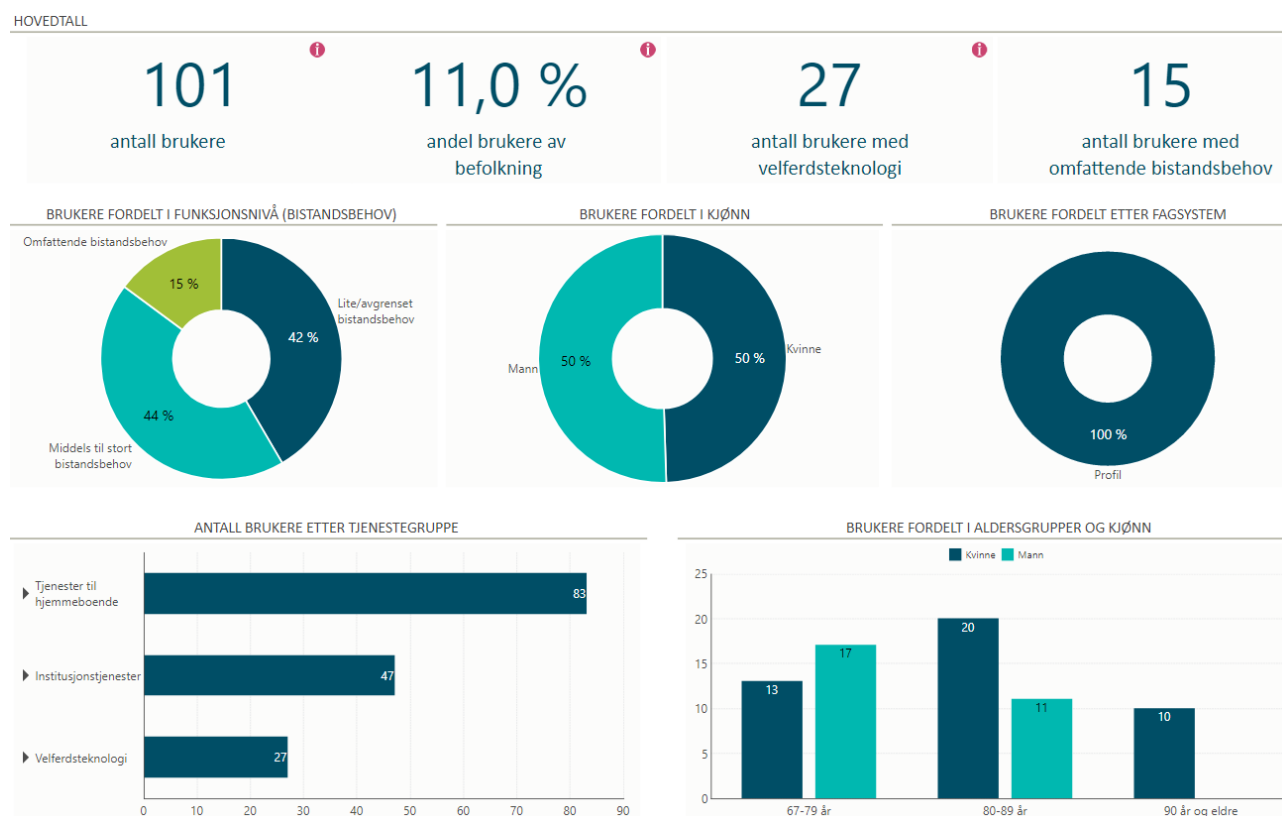 HOVEDTALL
101
antall brukere
11,0 %
andel brukere av
befolkning
27
antall brukere med
velferdsteknologi
15
antall brukere med
omfattende bistandsbehov
BRUKERE FORDELT I FUNKSJONSNIVÅ (BISTANDSBEHOV)
Omfattende bistandsbehov
15 %
Lite/avgrenset
bistandsbehov
42 %
44 %
Middels til stort
bistandsbehov
BRUKERE FORDELT I KJØNN
Mann
50 %
50 %
Kvinne
BRUKERE FORDELT ETTER FAGSYSTEM
100 %
Profil
ANTALL BRUKERE ETTER TJENESTEGRUPPE
Tjenester til
hjemmeboende
83
Institusjonstjenester
47
Velferdsteknologi
27
0 10 20 30 40 50 60 70 80 90
BRUKERE FORDELT I ALDERSGRUPPER OG KJØNN
Kvinne Mann
25
20
15
10
5
0
13
17
20
11
10
67-79 år 80-89 år 90 år og eldre